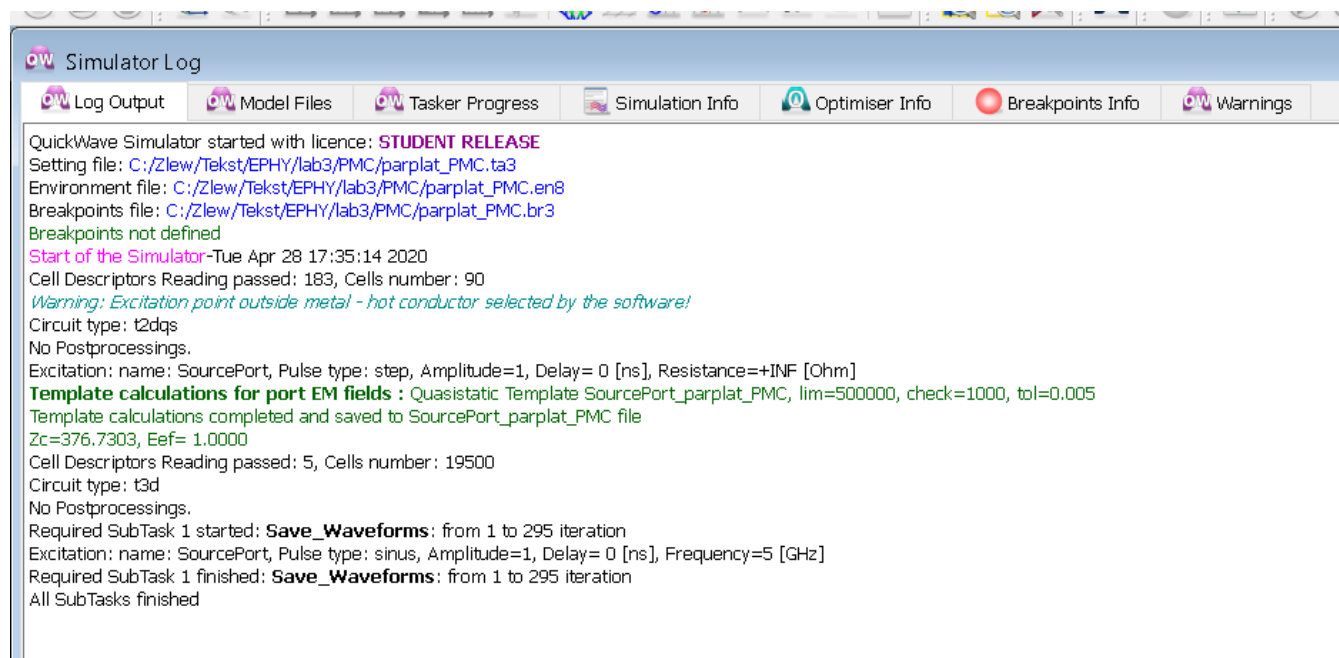 QW Simulator Log
QW Log Output QW Model Files QW Tasker Progress Simulation Info Optimiser Info Breakpoints Info QW Warnings
QuickWave Simulator started with licence: STUDENT RELEASE
Setting file: C:/Zlew/Tekst/EPHY/lab3/PMC/parplat_PMC.ta3
Environment file: C:/Zlew/Tekst/EPHY/lab3/PMC/parplat_PMC.en8
Breakpoints file: C:/Zlew/Tekst/EPHY/lab3/PMC/parplat_PMC.br3
Breakpoints not defined
Start of the Simulator-Tue Apr 28 17:35:14 2020
Cell Descriptors Reading passed: 183, Cells number: 90
Warning: Excitation point outside metal - hot conductor selected by the software!
Circuit type: t2dqs
No Postprocessings.
Excitation: name: SourcePort, Pulse type: step, Amplitude=1, Delay= 0 [ns], Resistance=+INF [Ohm]
Template calculations for port EM fields : Quasistatic Template SourcePort_parplat_PMC, lim=500000, check=1000, tol=0.005
Template calculations completed and saved to SourcePort_parplat_PMC file
Zc=376.7303, Eef= 1.0000
Cell Descriptors Reading passed: 5, Cells number: 19500
Circuit type: t3d
No Postprocessings.
Required SubTask 1 started: Save_Waveforms: from 1 to 295 iteration
Excitation: name: SourcePort, Pulse type: sinus, Amplitude=1, Delay= 0 [ns], Frequency=5 [GHz]
Required SubTask 1 finished: Save_Waveforms: from 1 to 295 iteration
All SubTasks finished